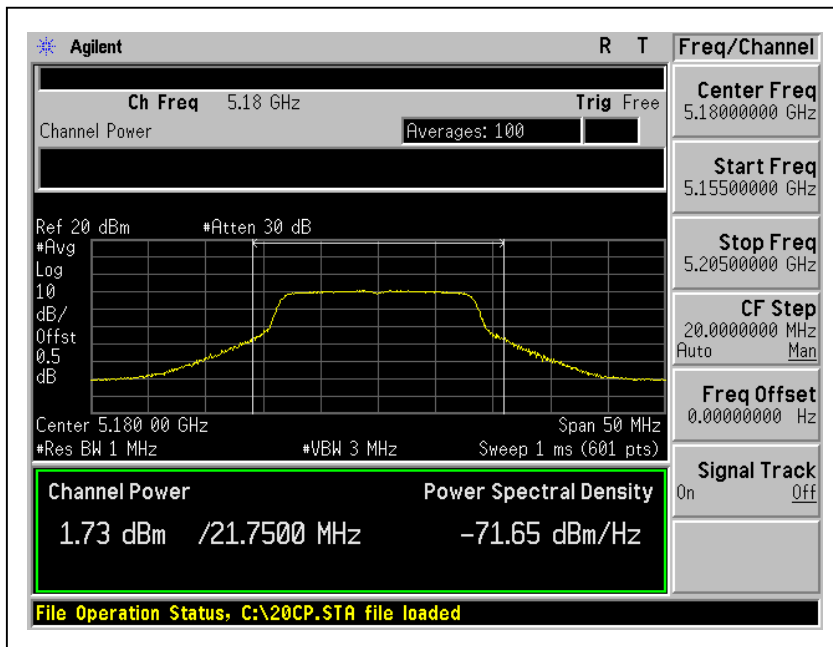 Agilent R T Freq/Channel
Ch Freq 5.18 GHz Trig Free
Channel Power Averages: 100
Center Freq
5.18000000 GHz
Start Freq
5.15500000 GHz
Stop Freq
5.20500000 GHz
CF Step
20.0000000 MHz
Auto Man
Freq Offset
0.00000000 Hz
Signal Track
On Off
Ref 20 dBm #Atten 30 dB
#Avg
Log
10
dB/
Offst
0.5
dB
Center 5.180 00 GHz Span 50 MHz
#Res BW 1 MHz #VBW 3 MHz Sweep 1 ms (601 pts)
Channel Power Power Spectral Density
1.73 dBm /21.7500 MHz -71.65 dBm/Hz
File Operation Status, C:\20CP.STA file loaded